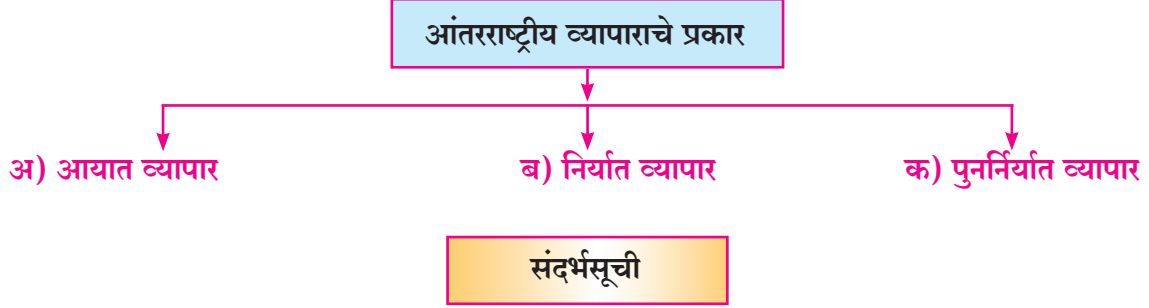 आंतरराष्ट्रीय व्यापाराचे प्रकार
अ) आयात व्यापार ब) निर्यात व्यापार क) पुनर्निर्यात व्यापार
संदर्भसूची